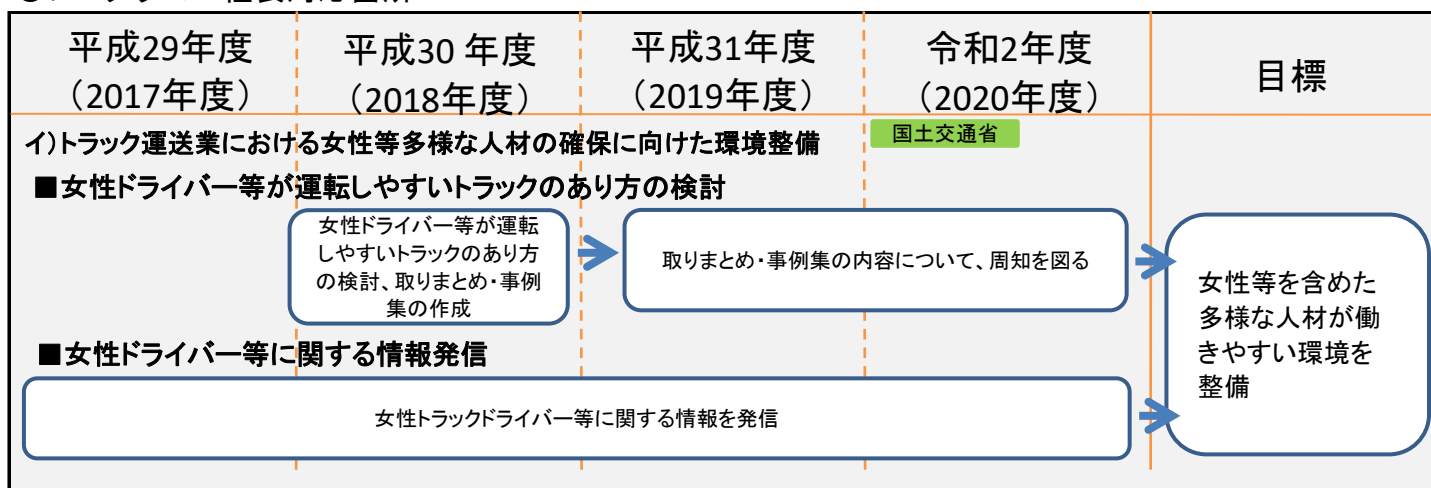 平成29年度
(2017年度)
平成30 年度
(2018年度)
平成31年度
(2019年度)
令和2年度
(2020年度)
目標
イ)トラック運送業における女性等多様な人材の確保に向けた環境整備
国土交通省
■女性ドライバー等が運転しやすいトラックのあり方の検討
女性ドライバー等が運転
しやすいトラックのあり方
の検討、取りまとめ・事例
集の作成
取りまとめ・事例集の内容について、周知を図る
女性等を含めた
多様な人材が働
きやすい環境を
整備
■女性ドライバー等に関する情報発信
女性トラックドライバー等に関する情報を発信